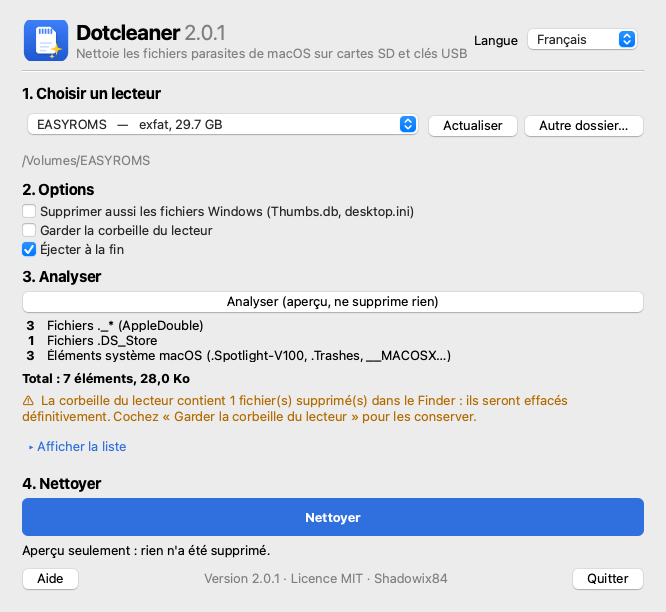 Dotcleaner 2.0.1
Nettoie les fichiers parasites de macOS sur cartes SD et clés USB
Langue
Français
1. Choisir un lecteur
EASYROMS — exfat, 29.7 GB
Actualiser
Autre dossier...
/Volumes/EASYROMS
2. Options
Supprimer aussi les fichiers Windows (Thumbs.db, desktop.ini)
Garder la corbeille du lecteur
Éjecter à la fin
3. Analyser
Analyser (aperçu, ne supprime rien)
3 Fichiers ._* (AppleDouble)
1 Fichiers .DS_Store
3 Éléments système macOS (.Spotlight-V100, .Trashes, __MACOSX...)
Total : 7 éléments, 28,0 Ko
⚠ La corbeille du lecteur contient 1 fichier(s) supprimé(s) dans le Finder : ils seront effacés
définitivement. Cochez « Garder la corbeille du lecteur » pour les conserver.
▸ Afficher la liste
4. Nettoyer
Nettoyer
Aperçu seulement : rien n'a été supprimé.
Aide
Version 2.0.1 · Licence MIT · Shadowix84
Quitter